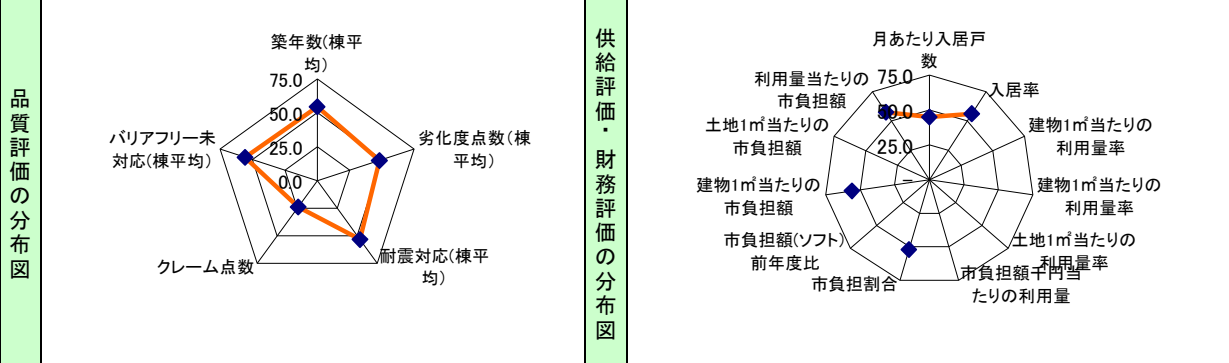 品質評価の分布図
築年数(棟平
均)
75.0
50.0
25.0
0.0
劣化度点数(棟
平均)
耐震対応(棟平
均)
クレーム点数
バリアフリー未
対応(棟平均)
供給評価・財務評価の分布図
月あたり入居戸
数
75.0
50.0
25.0
–
入居率
建物1㎡当たりの
利用量率
建物1㎡当たりの
利用量率
土地1㎡当たりの
利用量率
市負担額千円当
たりの利用量
市負担割合
市負担額(ソフト)
前年度比
建物1㎡当たりの
市負担額
土地1㎡当たりの
市負担額
利用量当たりの
市負担額